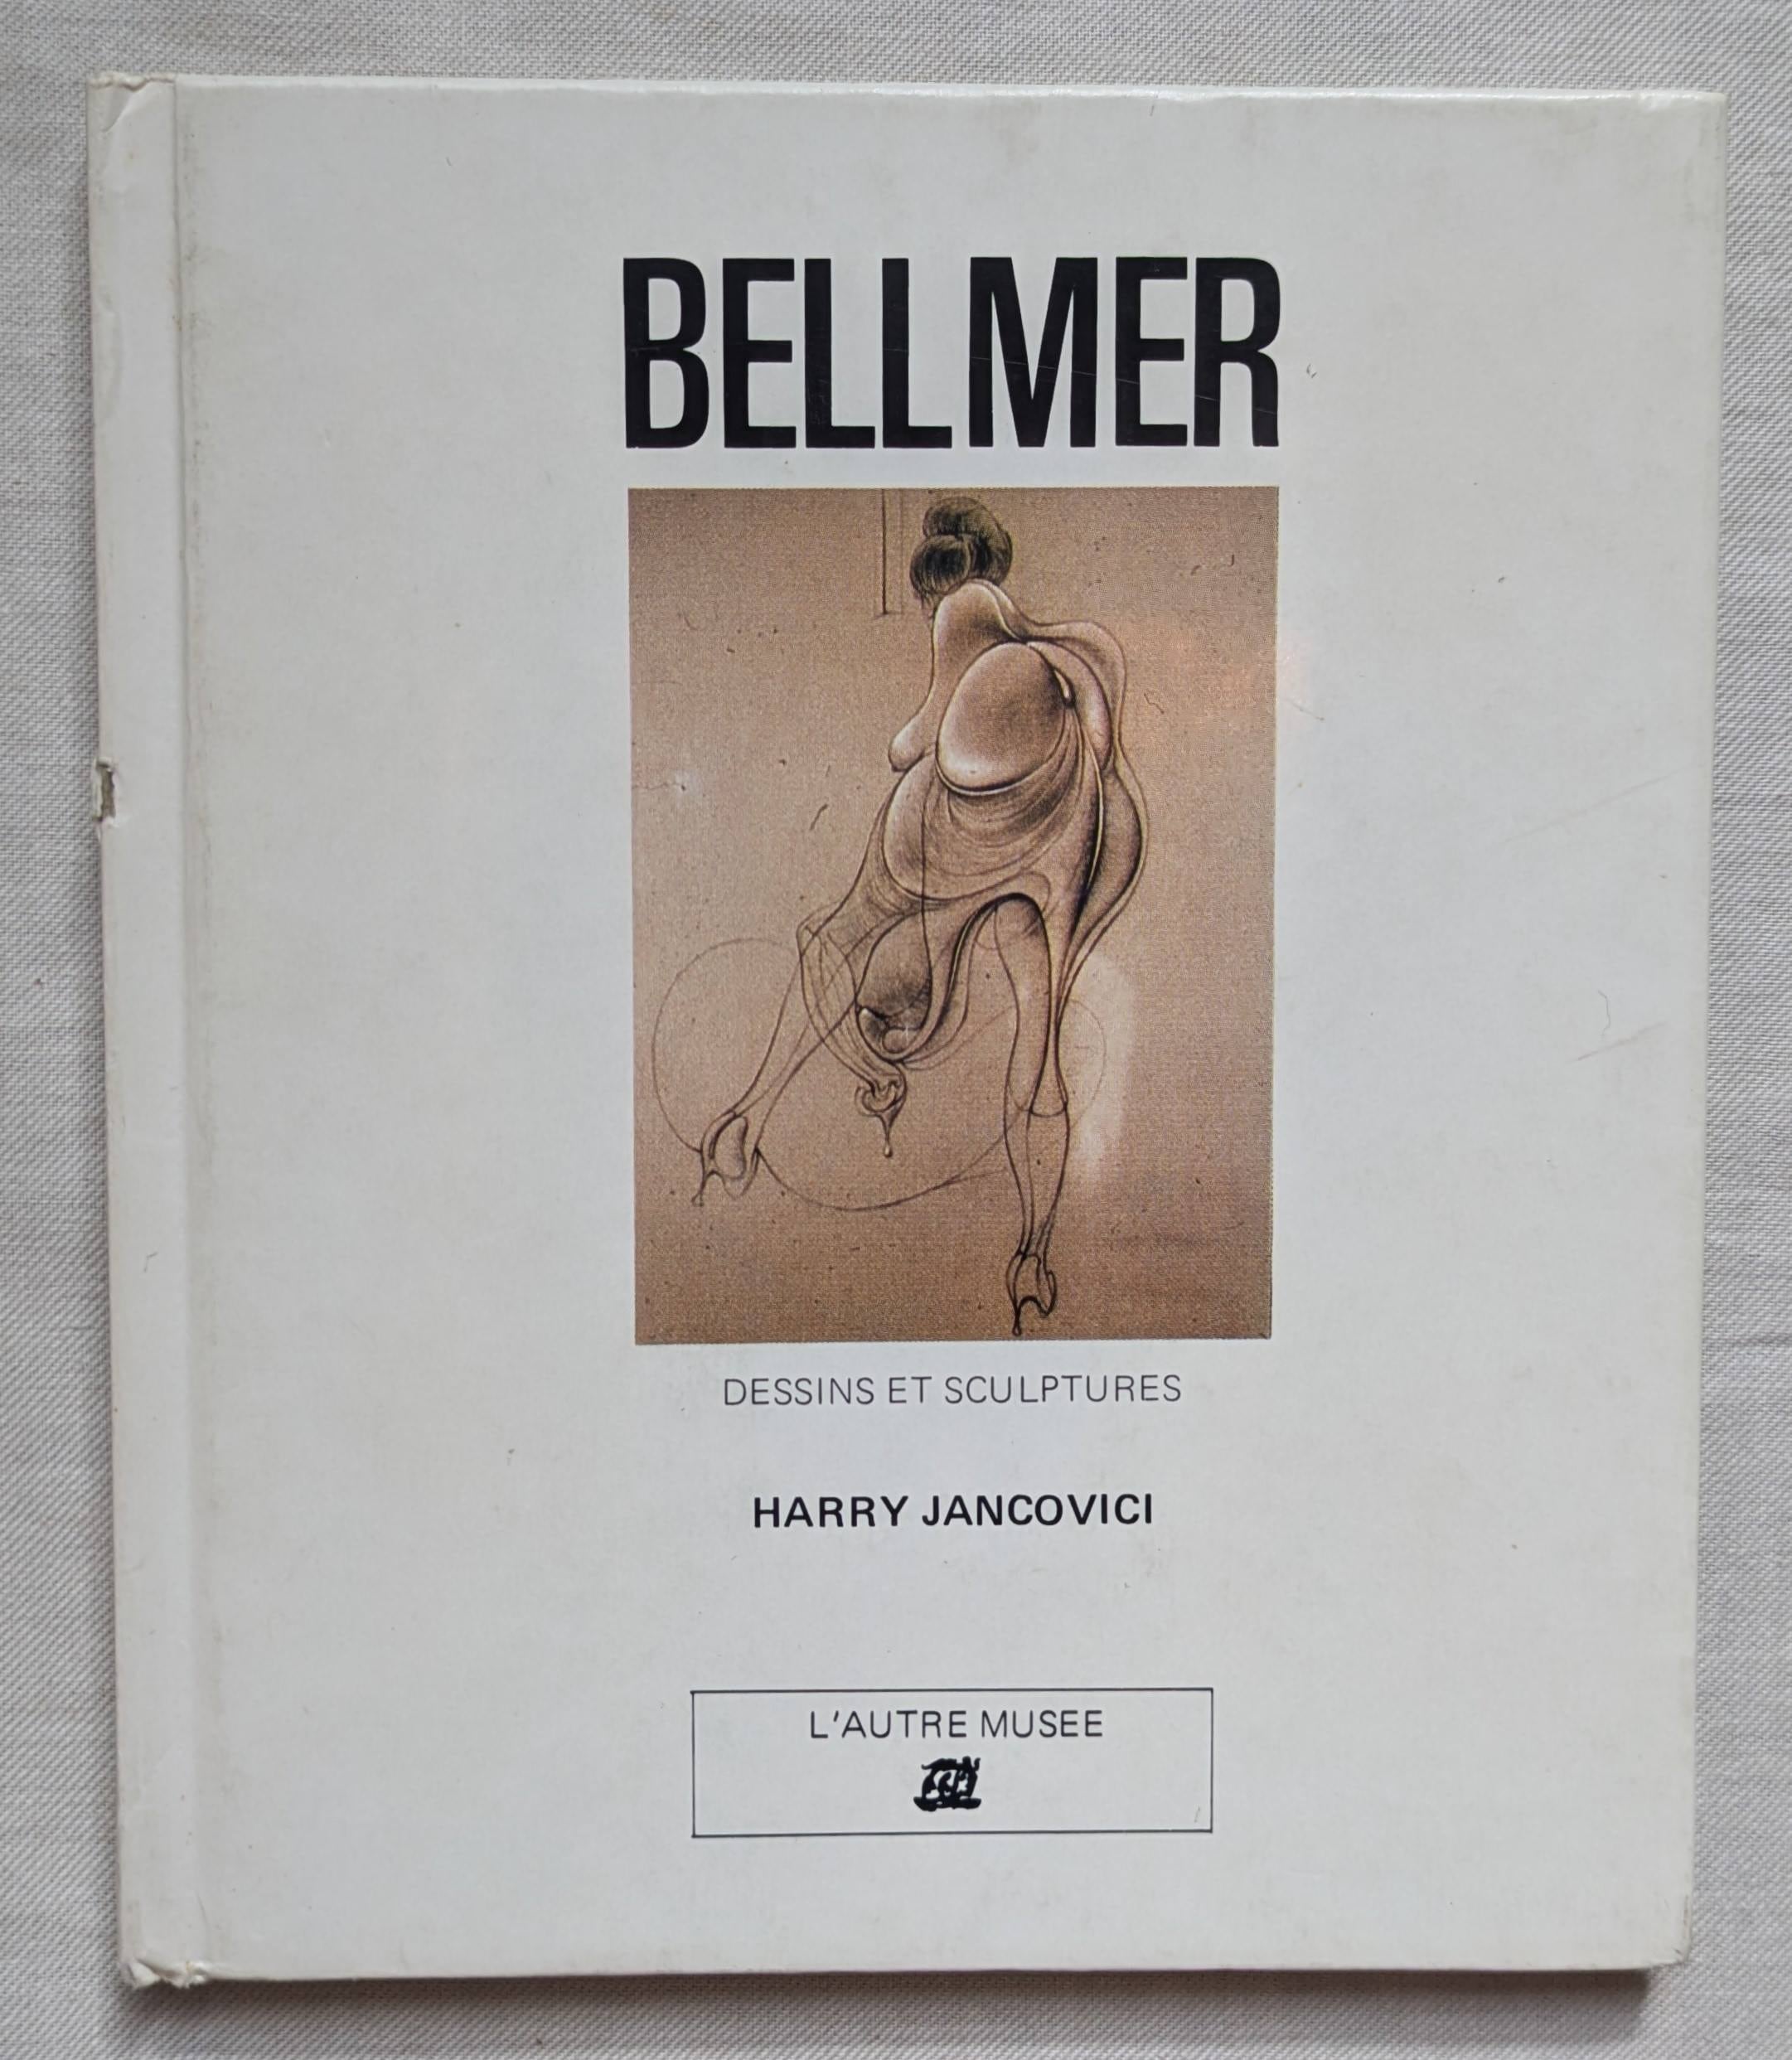 BELLMER
DESSINS ET SCULPTURES
HARRY JANCOVICI
L'AUTRE MUSEE